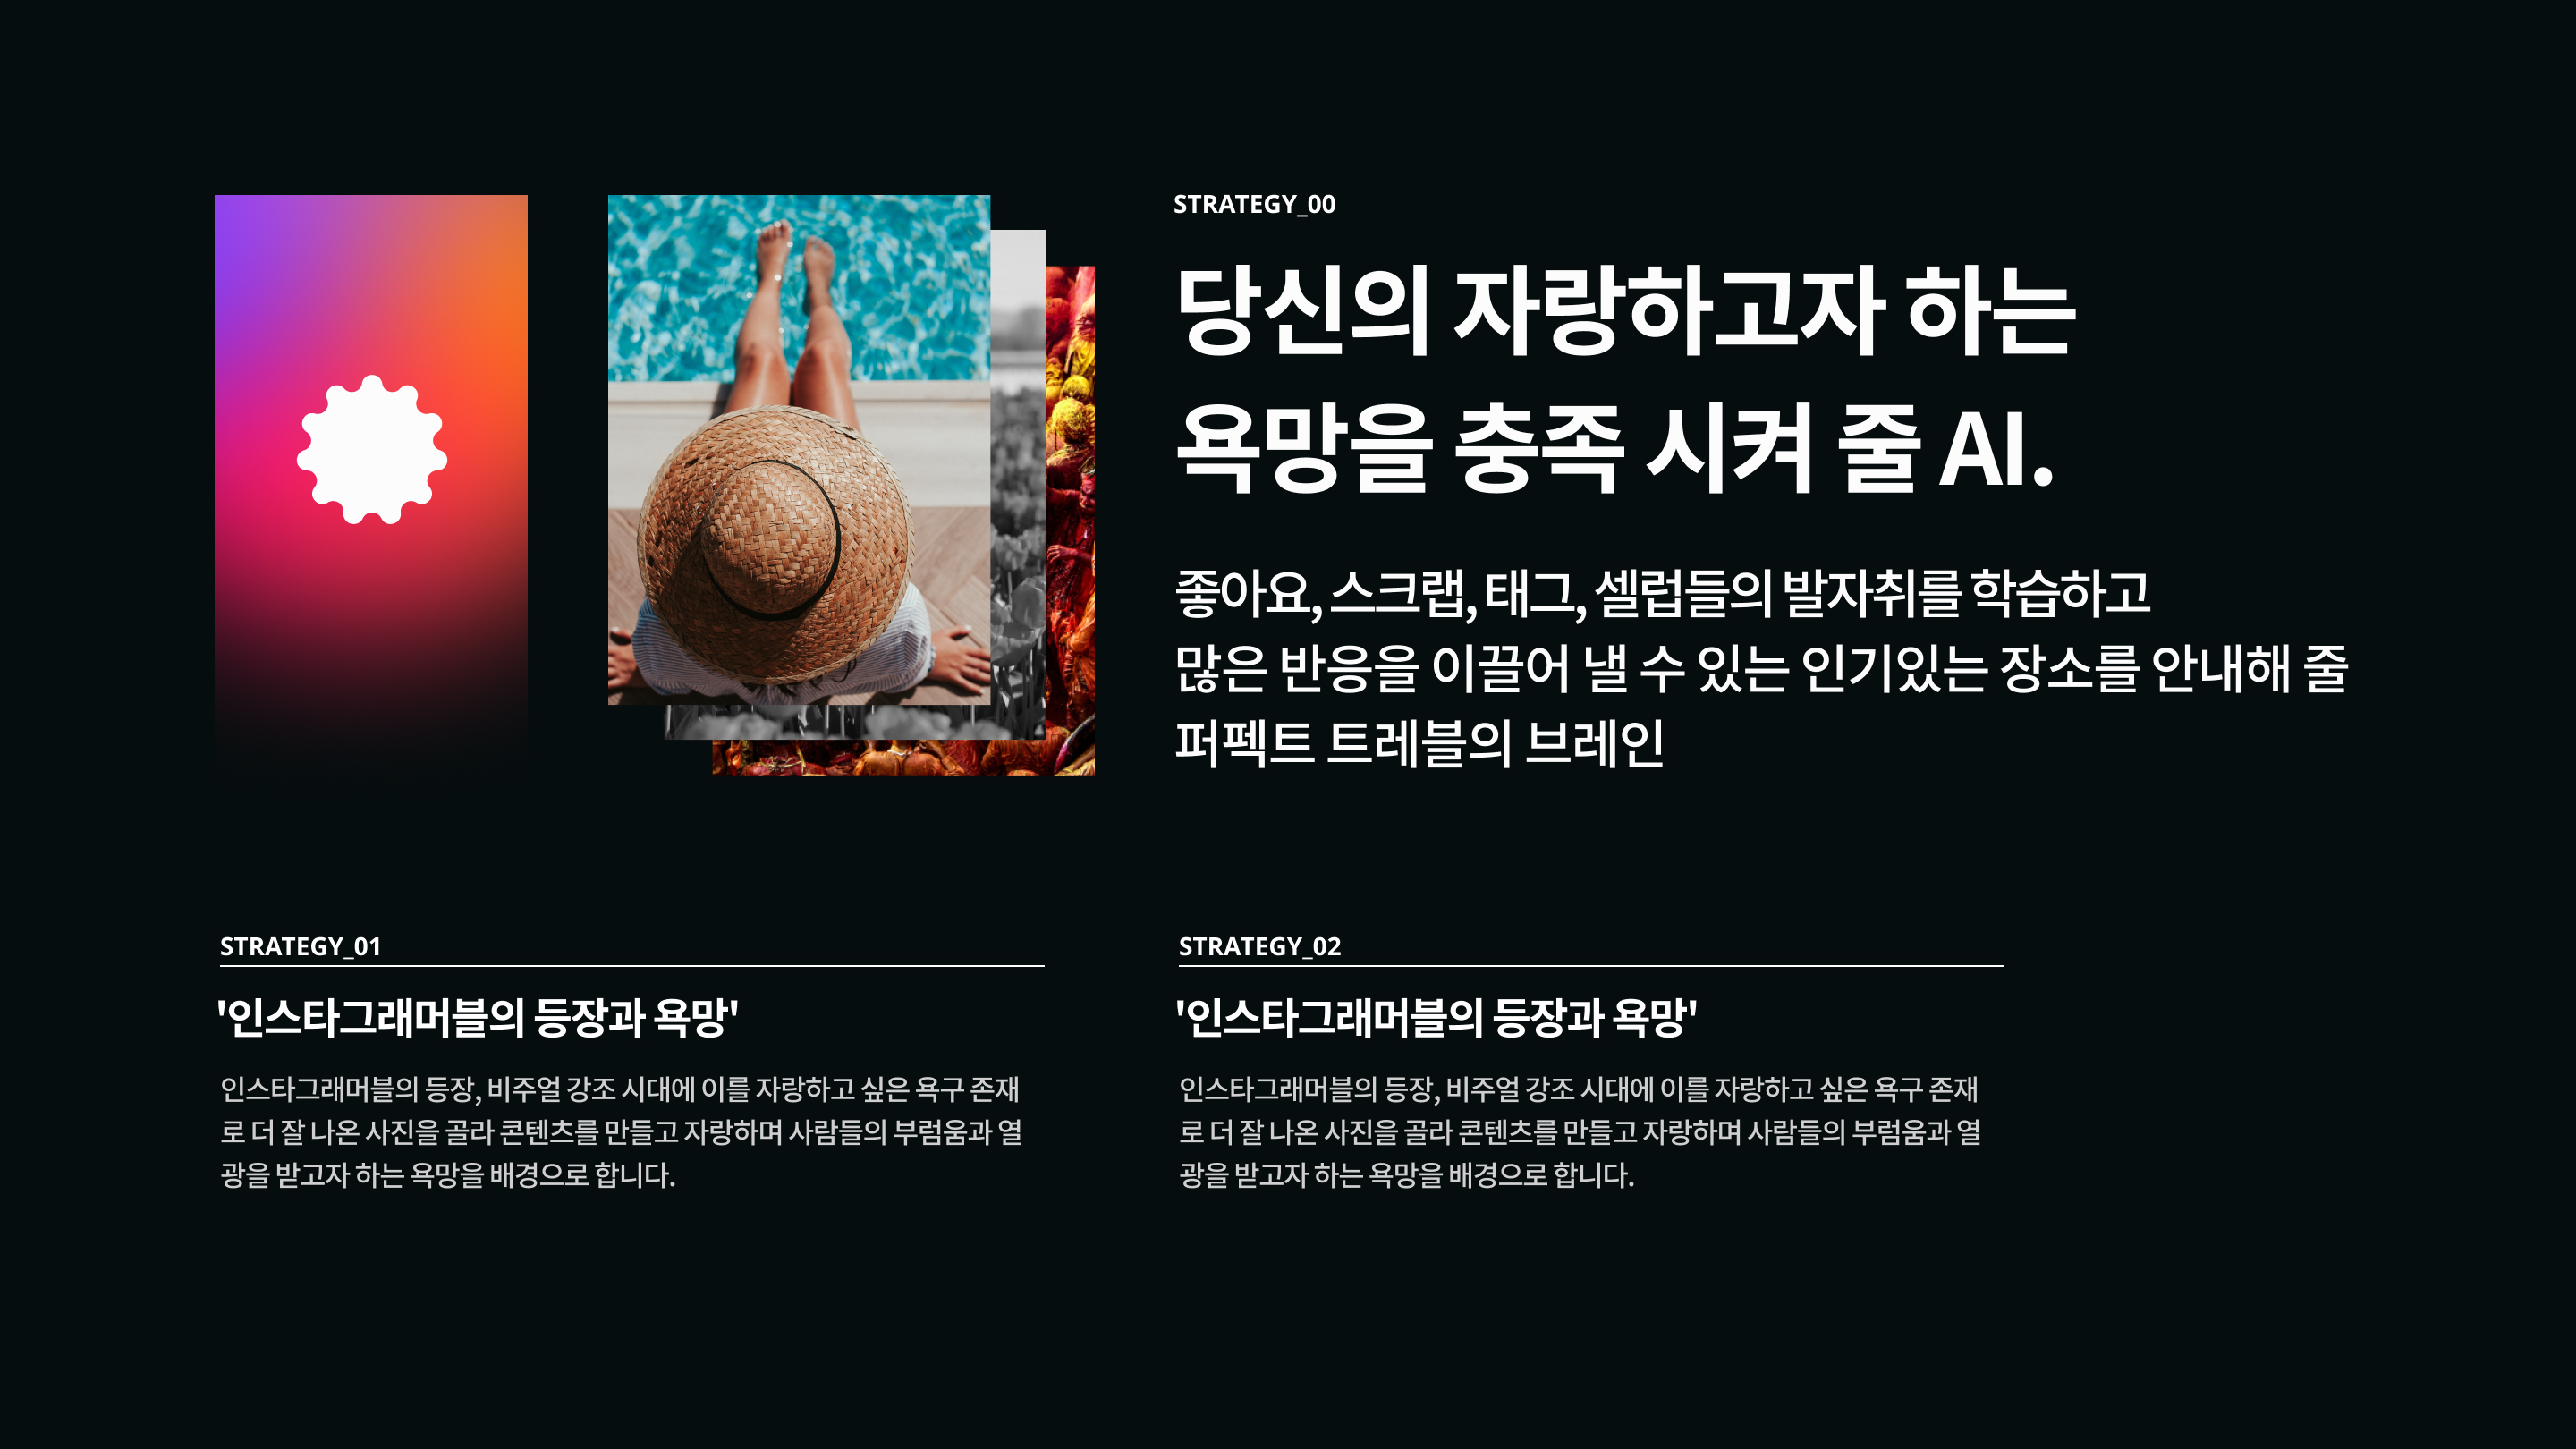 STRATEGY_00
당신의 자랑하고자 하는
욕망을 충족 시켜 줄 AI.
좋아요, 스크랩, 태그, 셀럽들의 발자취를 학습하고
많은 반응을 이끌어 낼 수 있는 인기있는 장소를 안내해 줄
퍼펙트 트레블의 브레인
STRATEGY_01
'인스타그래머블의 등장과 욕망'
인스타그래머블의 등장, 비주얼 강조 시대에 이를 자랑하고 싶은 욕구 존재
로 더 잘 나온 사진을 골라 콘텐츠를 만들고 자랑하며 사람들의 부럼움과 열
광을 받고자 하는 욕망을 배경으로 합니다.
STRATEGY_02
'인스타그래머블의 등장과 욕망'
인스타그래머블의 등장, 비주얼 강조 시대에 이를 자랑하고 싶은 욕구 존재
로 더 잘 나온 사진을 골라 콘텐츠를 만들고 자랑하며 사람들의 부럼움과 열
광을 받고자 하는 욕망을 배경으로 합니다.